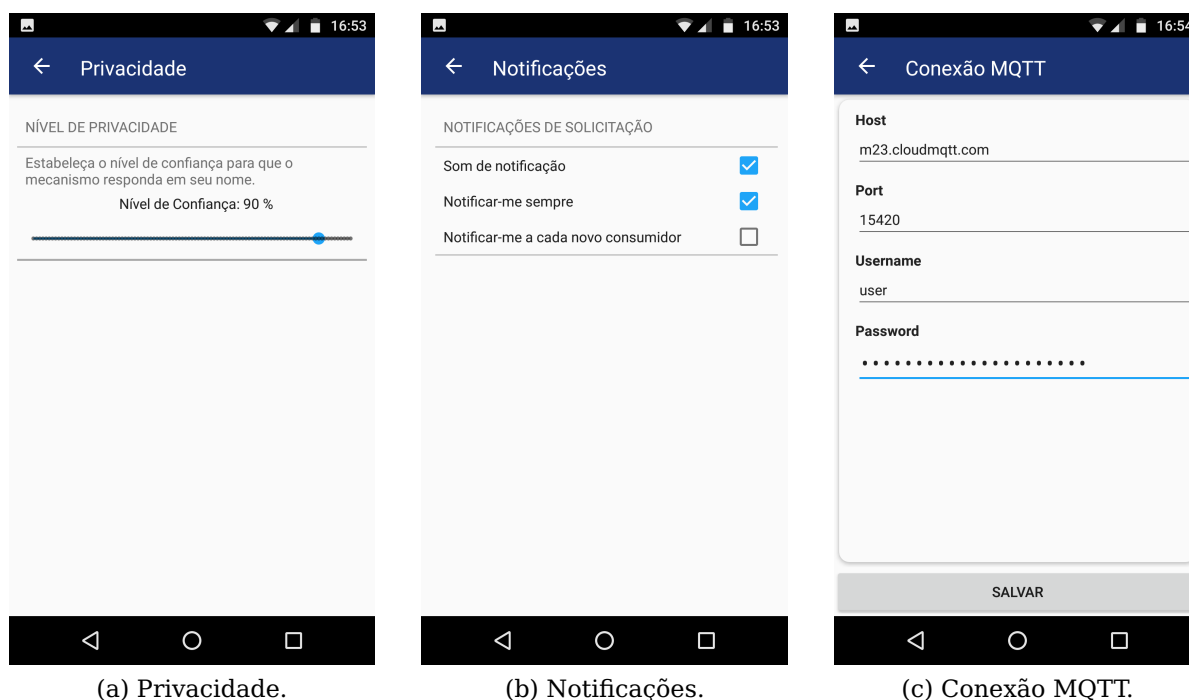 16:53
Privacidade
NÍVEL DE PRIVACIDADE
Estabeleça o nível de confiança para que o
mecanismo responda em seu nome.
Nível de Confiança: 90 %
(a) Privacidade.
16:53
Notificações
NOTIFICAÇÕES DE SOLICITAÇÃO
Som de notificação
Notificar-me sempre
Notificar-me a cada novo consumidor
(b) Notificações.
16:54
Conexão MQTT
Host
m23.cloudmqtt.com
Port
15420
Username
user
Password
•••••••••••••••••••••
SALVAR
(c) Conexão MQTT.